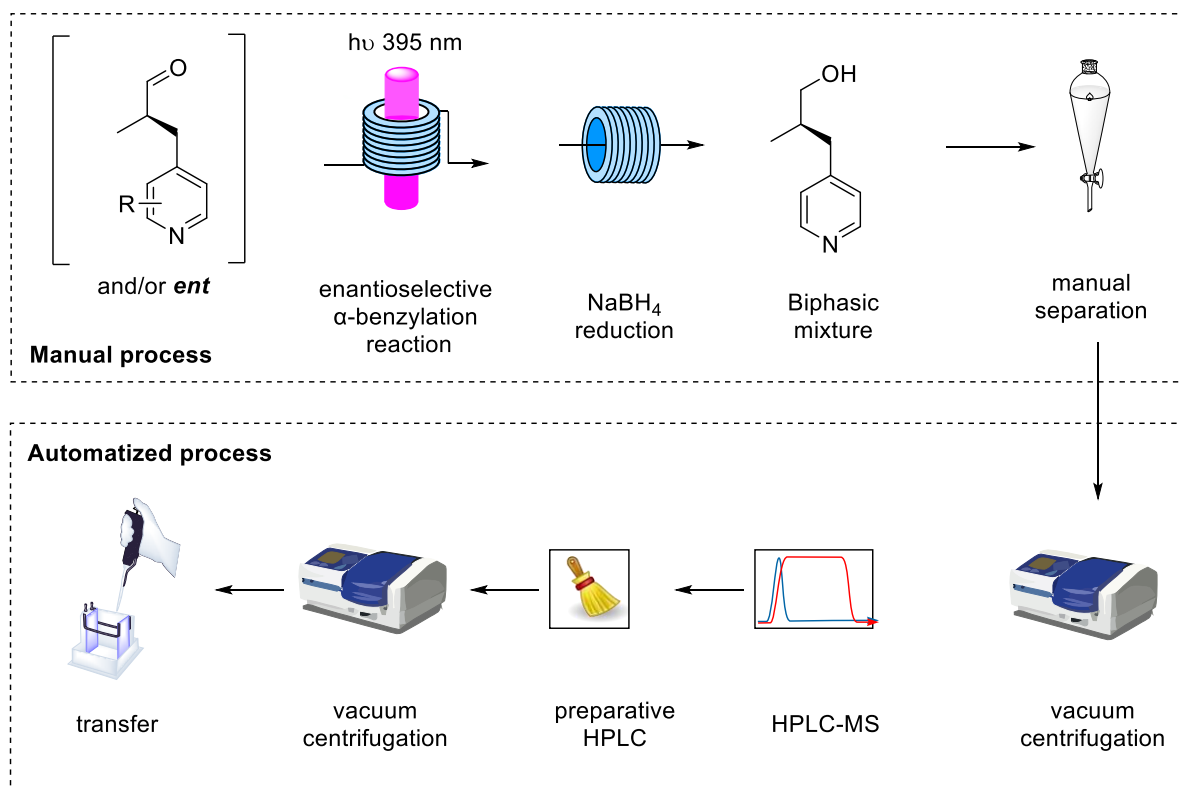 hυ 395 nm
O
R
N
and/or ent
enantioselective
α-benzylation
reaction
NaBH4
reduction
OH
N
Biphasic
mixture
manual
separation
Manual process
Automatized process
transfer
vacuum
centrifugation
preparative
HPLC
HPLC-MS
vacuum
centrifugation